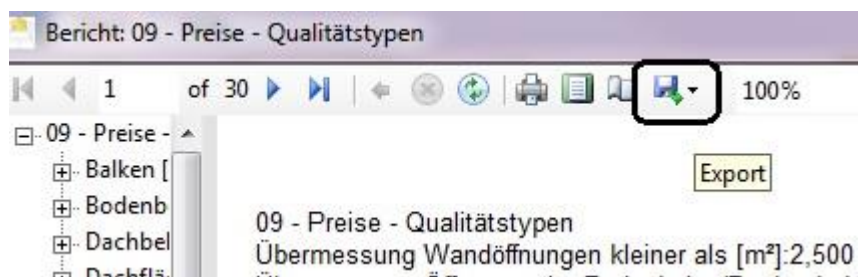 Bericht: 09 - Preise - Qualitätstypen
1 of 30 100%
09 - Preise -
Balken [
Bodenb
Dachbel
Export
09 - Preise - Qualitätstypen
Übermessung Wandöffnungen kleiner als [m²]:2,500